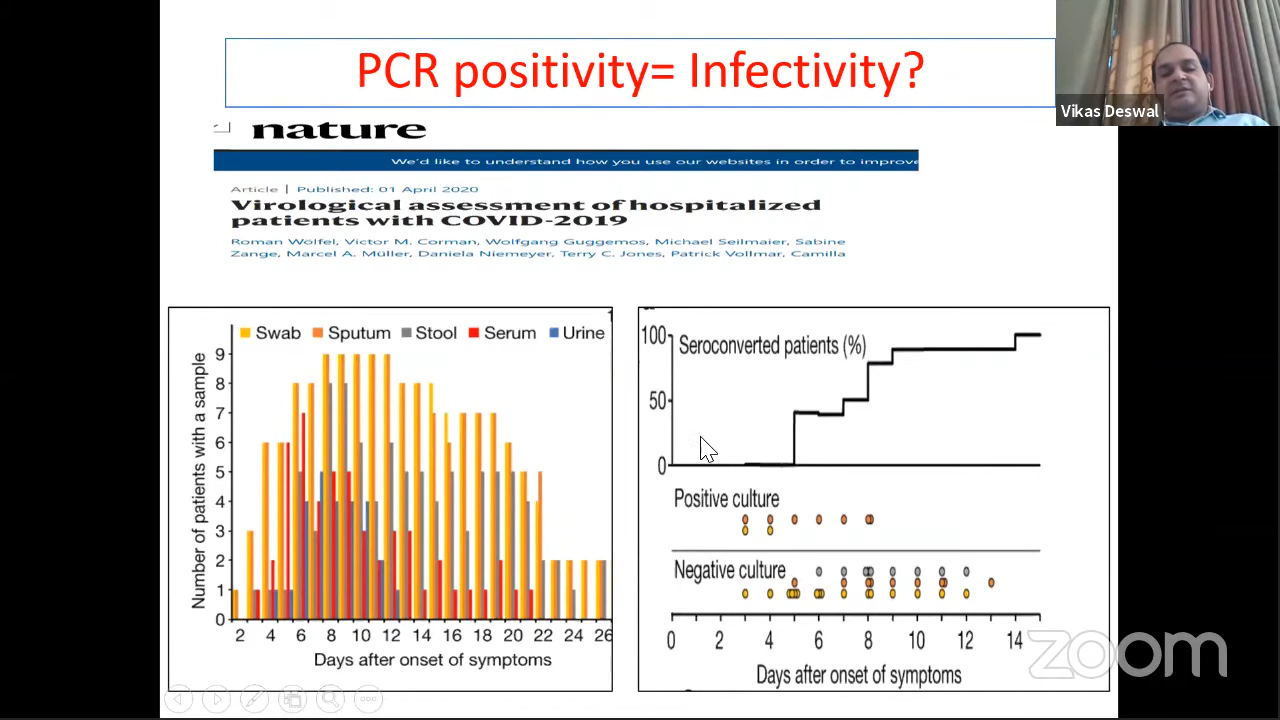 PCR positivity= Infectivity?
Vikas Deswal
nature
We'd like to understand how you use our websites in order to improve
Article | Published: 01 April 2020
Virological assessment of hospitalized
patients with COVID-2019
Roman Wölfel, Victor M. Corman, Wolfgang Guggemos, Michael Seilmaier, Sabine
Zange, Marcel A. Müller, Daniela Niemeyer, Terry C. Jones, Patrick Vollmar, Camilla
Swab Sputum Stool Serum Urine
Number of patients with a sample
9
8
7
6
5
4
3
2
1
0
2 4 6 8 10 12 14 16 18 20 22 24 26
Days after onset of symptoms
100
Seroconverted patients (%)
50
0
Positive culture
Negative culture
0 2 4 6 8 10 12 14
Days after onset of symptoms
zoom